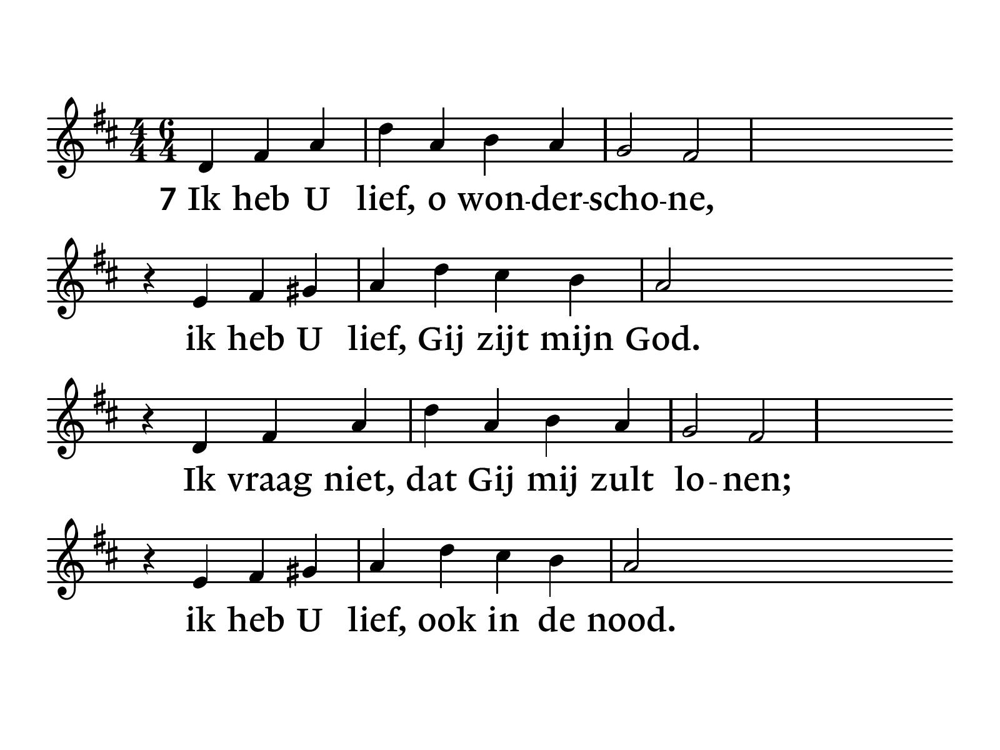 7 Ik heb U lief, o won-der-scho-ne,
ik heb U lief, Gij zijt mijn God.
Ik vraag niet, dat Gij mij zult lo-nen;
ik heb U lief, ook in de nood.